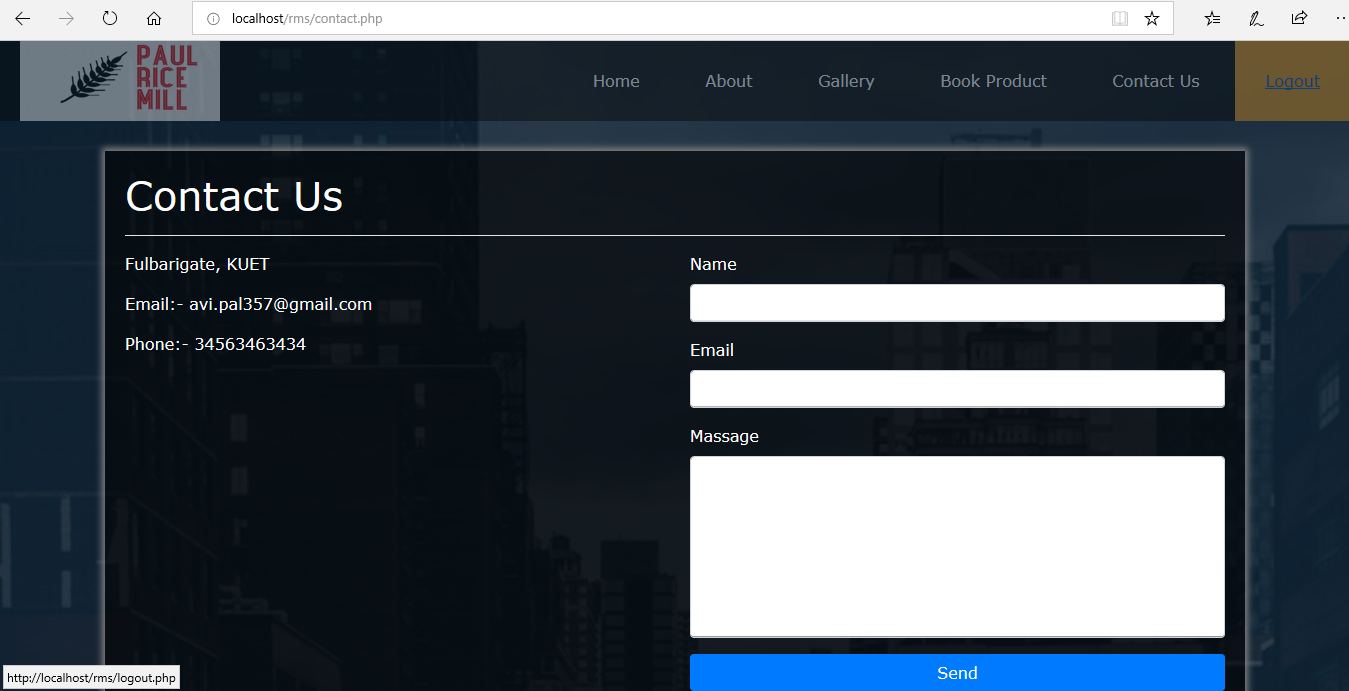 localhost/rms/contact.php
PAUL
RICE
MILL
Home About Gallery Book Product Contact Us Logout
Contact Us
Fulbarigate, KUET
Email:- avi.pal357@gmail.com
Phone:- 34563463434
Name
Email
Massage
Send
http://localhost/rms/logout.php